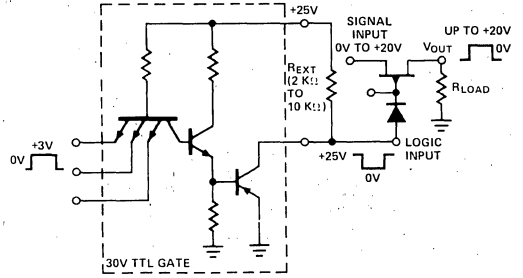 +25V
SIGNAL
INPUT
0V TO +20V
UP TO +20V
0V
VOUT
REXT
(2 KΩ
TO
10 KΩ)
RLOAD
+3V
0V
+25V
0V
LOGIC
INPUT
30V TTL GATE